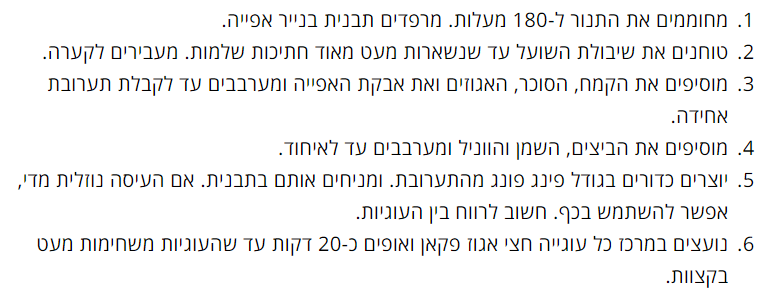 1. מחוממים את התנור ל-180 מעלות. מרפדים תבנית בנייר אפייה.
2. טוחנים את שיבולת השועל עד שנשארות מעט מאוד חתיכות שלמות. מעבירים לקערה.
3. מוסיפים את הקמח, הסוכר, האגוזים ואת אבקת האפייה ומערבבים עד לקבלת תערובת
אחידה.
4. מוסיפים את הביצים, השמן והווניל ומערבבים עד לאיחוד.
5. יוצרים כדורים בגודל פינג פונג מהתערובת. ומניחים אותם בתבנית. אם העיסה נוזלית מדי,
אפשר להשתמש בכף. חשוב לרווח בין העוגיות.
6. נועצים במרכז כל עוגייה חצי אגוז פקאן ואופים כ-20 דקות עד שהעוגיות משחימות מעט
בקצוות.